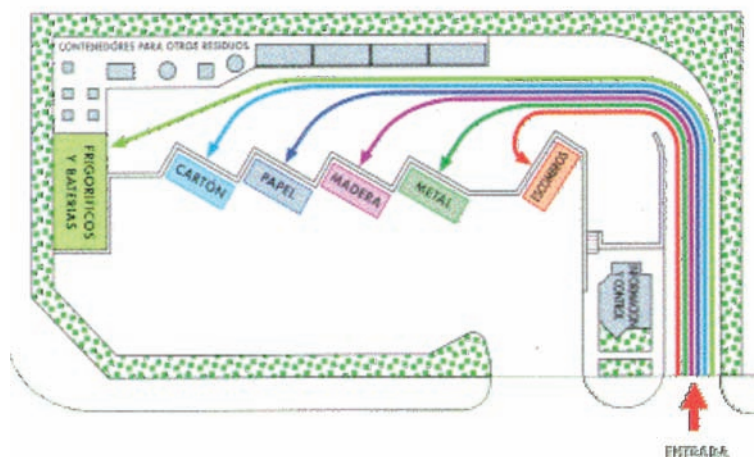 CONTENEDORES PARA OTROS RESIDUOS
FRIGORÍFICOS
Y BATERÍAS
CARTÓN
PAPEL
MADERA
METAL
ESCOMBROS
INFORMACIÓN
Y CONTROL
ENTRADA